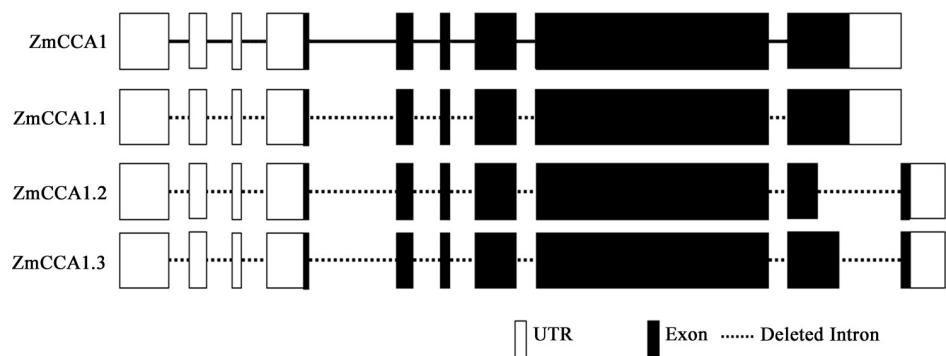 ZmCCA1
ZmCCA1.1
ZmCCA1.2
ZmCCA1.3
UTR Exon Deleted Intron